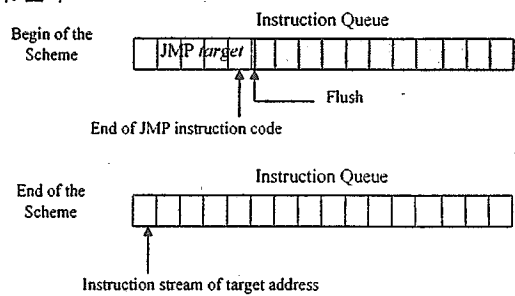 Instruction Queue
Begin of the
Scheme
JMP target
Flush
End of JMP instruction code
Instruction Queue
End of the
Scheme
Instruction stream of target address